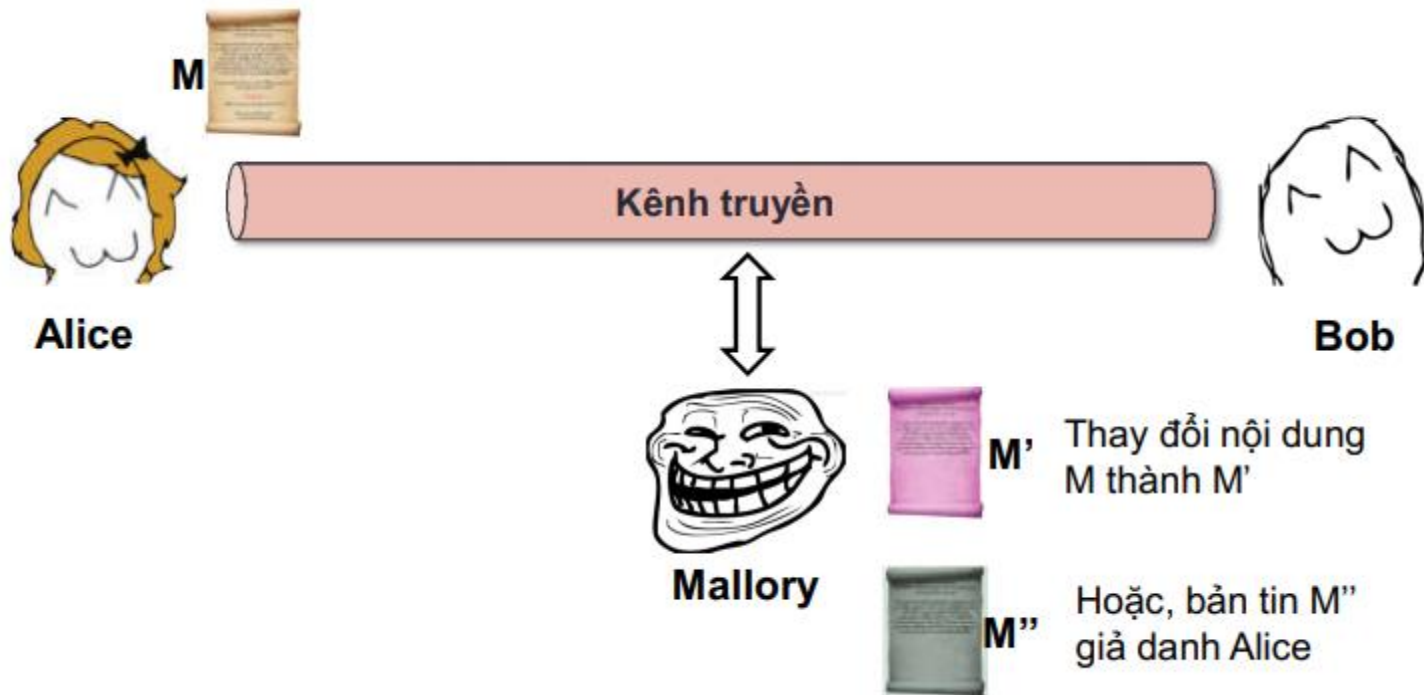 M
Kênh truyền
Alice
Bob
M’
Thay đổi nội dung
M thành M’
Mallory
M’’
Hoặc, bản tin M’’
giả danh Alice